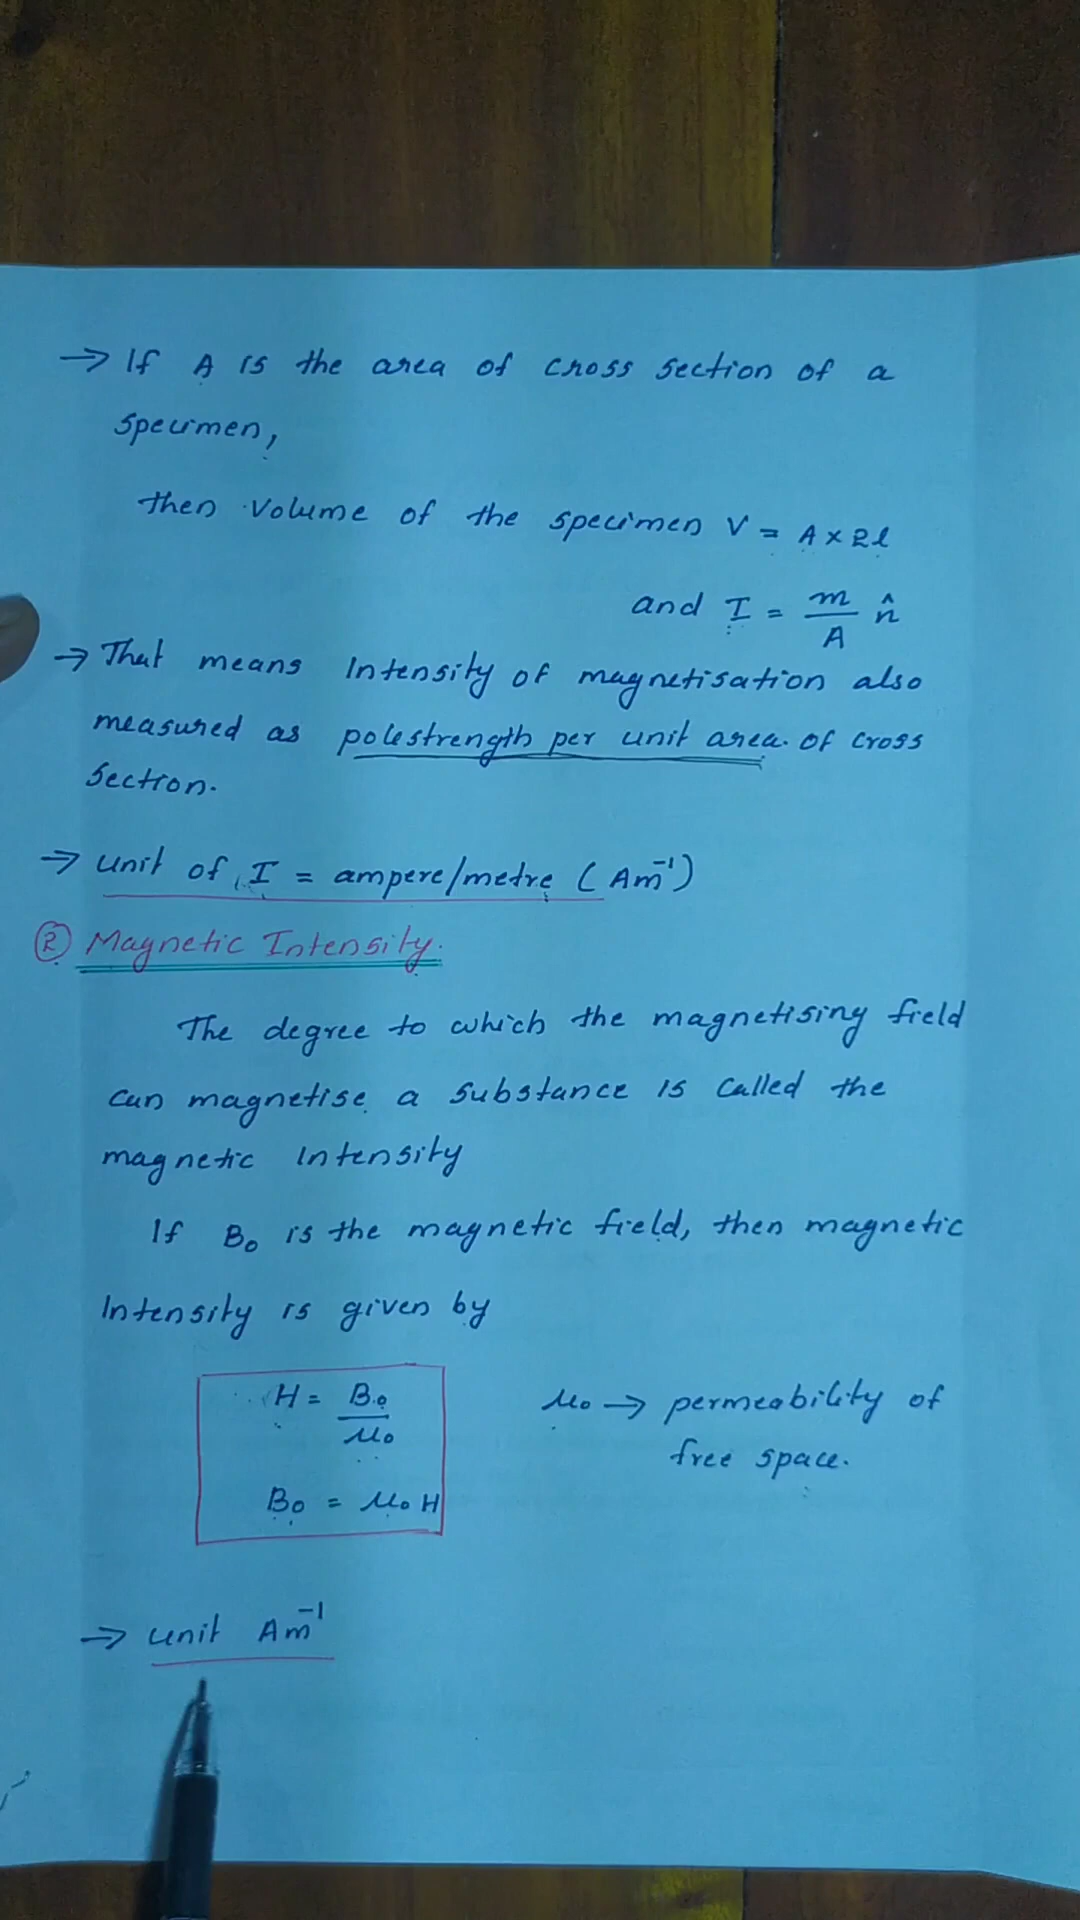 → If A is the area of cross section of a
specimen,
then volume of the specimen V = A × 2l
and I = m/A n̂
→ That means Intensity of magnetisation also
measured as polestrength per unit area of cross
section.
→ unit of I = ampere/metre (Am⁻¹)
② Magnetic Intensity.
The degree to which the magnetising field
can magnetise a substance is called the
magnetic Intensity
If B₀ is the magnetic field, then magnetic
Intensity is given by
H = B₀/μ₀ μ₀ → permeability of
free space.
B₀ = μ₀ H
→ unit Am⁻¹